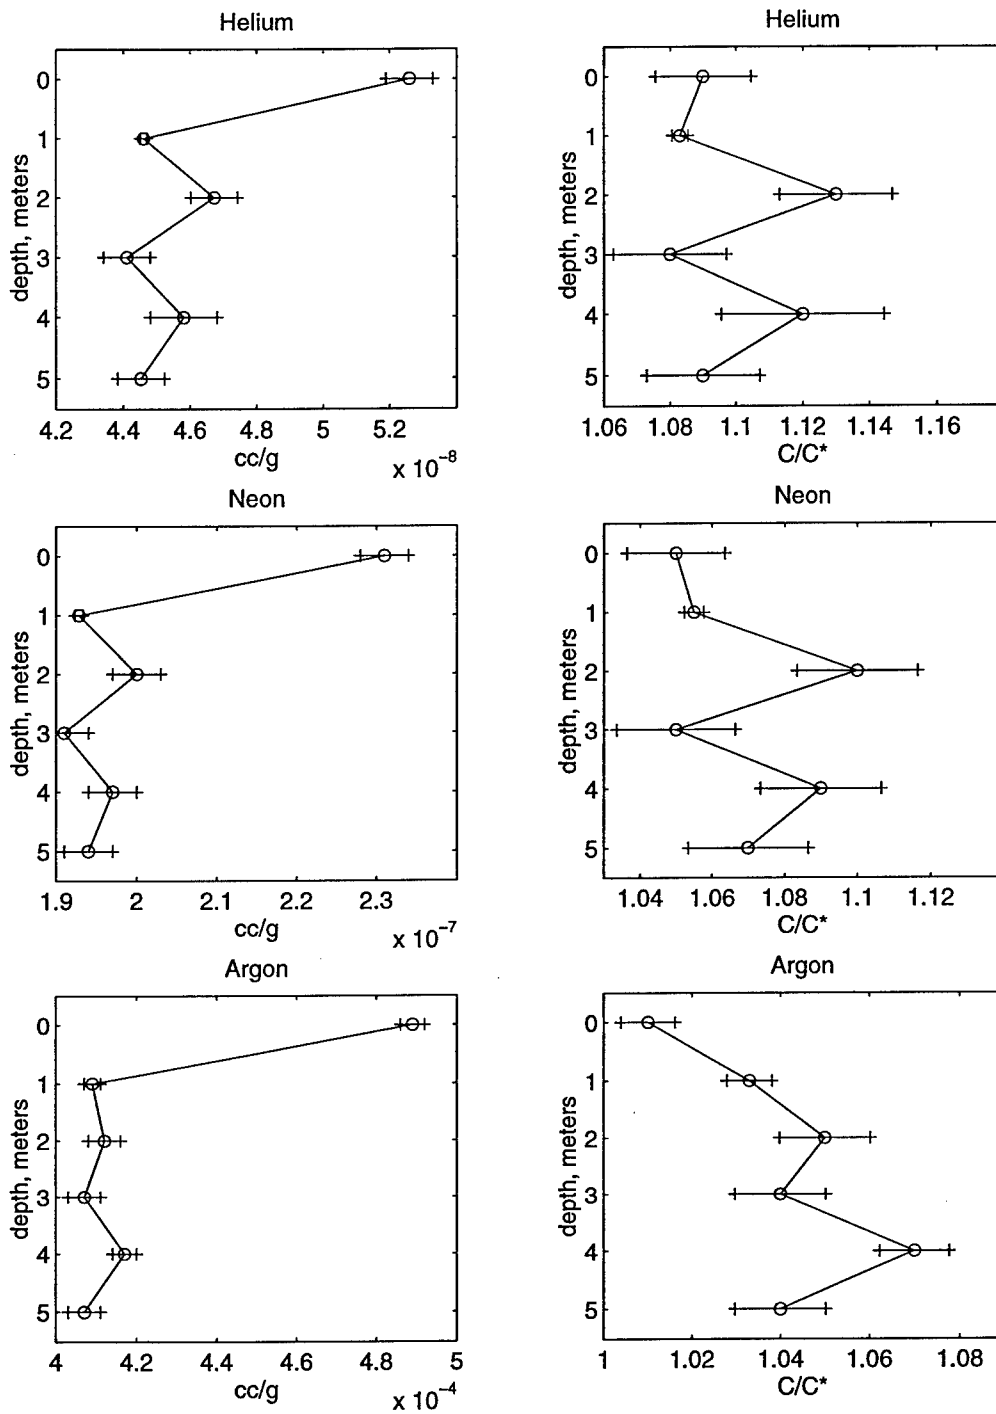 Helium
0
1
2
3
4
5
depth, meters
4.2 4.4 4.6 4.8 5 5.2
cc/g
x 10⁻⁸
Helium
0
1
2
3
4
5
depth, meters
1.06 1.08 1.1 1.12 1.14 1.16
C/C*
Neon
0
1
2
3
4
5
depth, meters
1.9 2 2.1 2.2 2.3
cc/g
x 10⁻⁷
Neon
0
1
2
3
4
5
depth, meters
1.04 1.06 1.08 1.1 1.12
C/C*
Argon
0
1
2
3
4
5
depth, meters
4 4.2 4.4 4.6 4.8 5
cc/g
x 10⁻⁴
Argon
0
1
2
3
4
5
depth, meters
1 1.02 1.04 1.06 1.08
C/C*